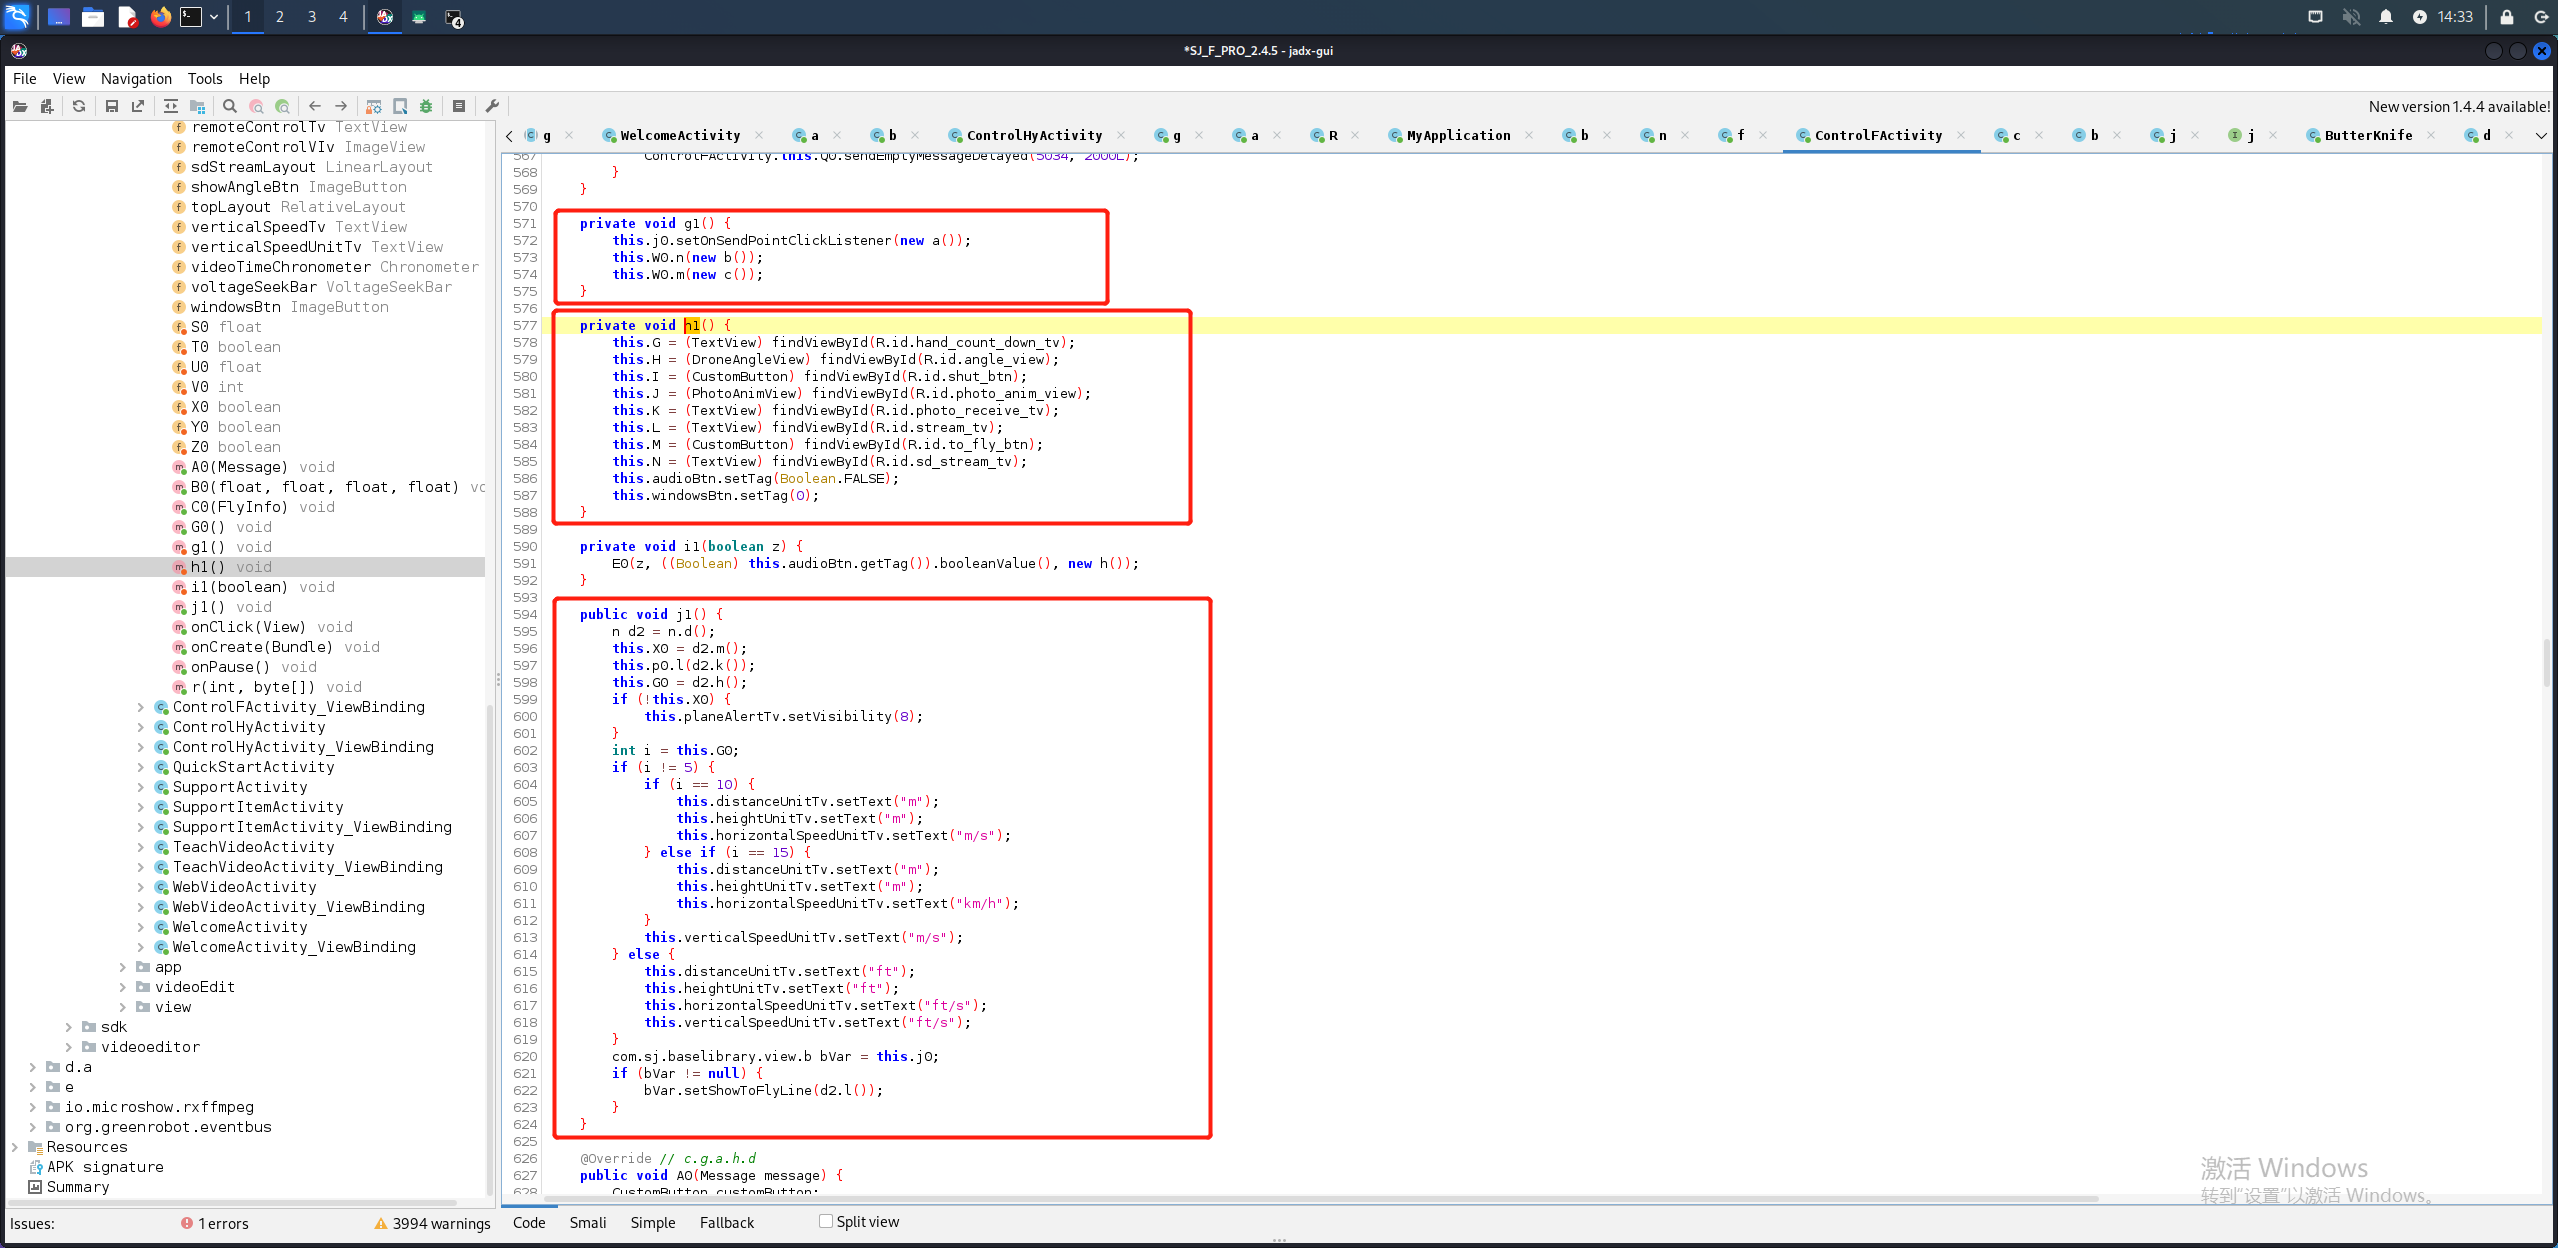 1 2 3 4 14:33
*SJ_F_PRO_2.4.5 - jadx-gui
File View Navigation Tools Help
New version 1.4.4 available!
g WelcomeActivity a b ControlHyActivity g a R MyApplication b n f ControlFActivity c b j j ButterKnife d
remoteControlTv TextView
remoteControlVIv ImageView
sdStreamLayout LinearLayout
showAngleBtn ImageButton
topLayout RelativeLayout
verticalSpeedTv TextView
verticalSpeedUnitTv TextView
videoTimeChronometer Chronometer
voltageSeekBar VoltageSeekBar
windowsBtn ImageButton
S0 float
T0 boolean
U0 float
V0 int
X0 boolean
Y0 boolean
Z0 boolean
A0(Message) void
B0(float, float, float, float) vo
C0(FlyInfo) void
G0() void
g1() void
h1() void
i1(boolean) void
j1() void
onClick(View) void
onCreate(Bundle) void
onPause() void
r(int, byte[]) void
ControlFActivity_ViewBinding
ControlHyActivity
ControlHyActivity_ViewBinding
QuickStartActivity
SupportActivity
SupportItemActivity
SupportItemActivity_ViewBinding
TeachVideoActivity
TeachVideoActivity_ViewBinding
WebVideoActivity
WebVideoActivity_ViewBinding
WelcomeActivity
WelcomeActivity_ViewBinding
app
videoEdit
view
sdk
videoeditor
d.a
e
io.microshow.rxffmpeg
org.greenrobot.eventbus
Resources
APK signature
Summary
567 ControlFActivity.this.Q0.sendEmptyMessageDelayed(5034, 2000L);
568 }
569 }
570
571 private void g1() {
572 this.j0.setOnSendPointClickListener(new a());
573 this.W0.n(new b());
574 this.W0.m(new c());
575 }
576
577 private void h1() {
578 this.G = (TextView) findViewById(R.id.hand_count_down_tv);
579 this.H = (DroneAngleView) findViewById(R.id.angle_view);
580 this.I = (CustomButton) findViewById(R.id.shut_btn);
581 this.J = (PhotoAnimView) findViewById(R.id.photo_anim_view);
582 this.K = (TextView) findViewById(R.id.photo_receive_tv);
583 this.L = (TextView) findViewById(R.id.stream_tv);
584 this.M = (CustomButton) findViewById(R.id.to_fly_btn);
585 this.N = (TextView) findViewById(R.id.sd_stream_tv);
586 this.audioBtn.setTag(Boolean.FALSE);
587 this.windowsBtn.setTag(0);
588 }
589
590 private void i1(boolean z) {
591 E0(z, ((Boolean) this.audioBtn.getTag()).booleanValue(), new h());
592 }
593
594 public void j1() {
595 n d2 = n.d();
596 this.X0 = d2.m();
597 this.p0.l(d2.k());
598 this.G0 = d2.h();
599 if (!this.X0) {
600 this.planeAlertTv.setVisibility(8);
601 }
602 int i = this.G0;
603 if (i != 5) {
604 if (i == 10) {
605 this.distanceUnitTv.setText("m");
606 this.heightUnitTv.setText("m");
607 this.horizontalSpeedUnitTv.setText("m/s");
608 } else if (i == 15) {
609 this.distanceUnitTv.setText("m");
610 this.heightUnitTv.setText("m");
611 this.horizontalSpeedUnitTv.setText("km/h");
612 }
613 this.verticalSpeedUnitTv.setText("m/s");
614 } else {
615 this.distanceUnitTv.setText("ft");
616 this.heightUnitTv.setText("ft");
617 this.horizontalSpeedUnitTv.setText("ft/s");
618 this.verticalSpeedUnitTv.setText("ft/s");
619 }
620 com.sj.baselibrary.view.b bVar = this.j0;
621 if (bVar != null) {
622 bVar.setShowToFlyLine(d2.l());
623 }
624 }
625
626 @Override // c.g.a.h.d
627 public void A0(Message message) {
628 CustomButton customButton;
激活 Windows
转到"设置"以激活 Windows。
Issues: 1 errors 3994 warnings Code Smali Simple Fallback Split view